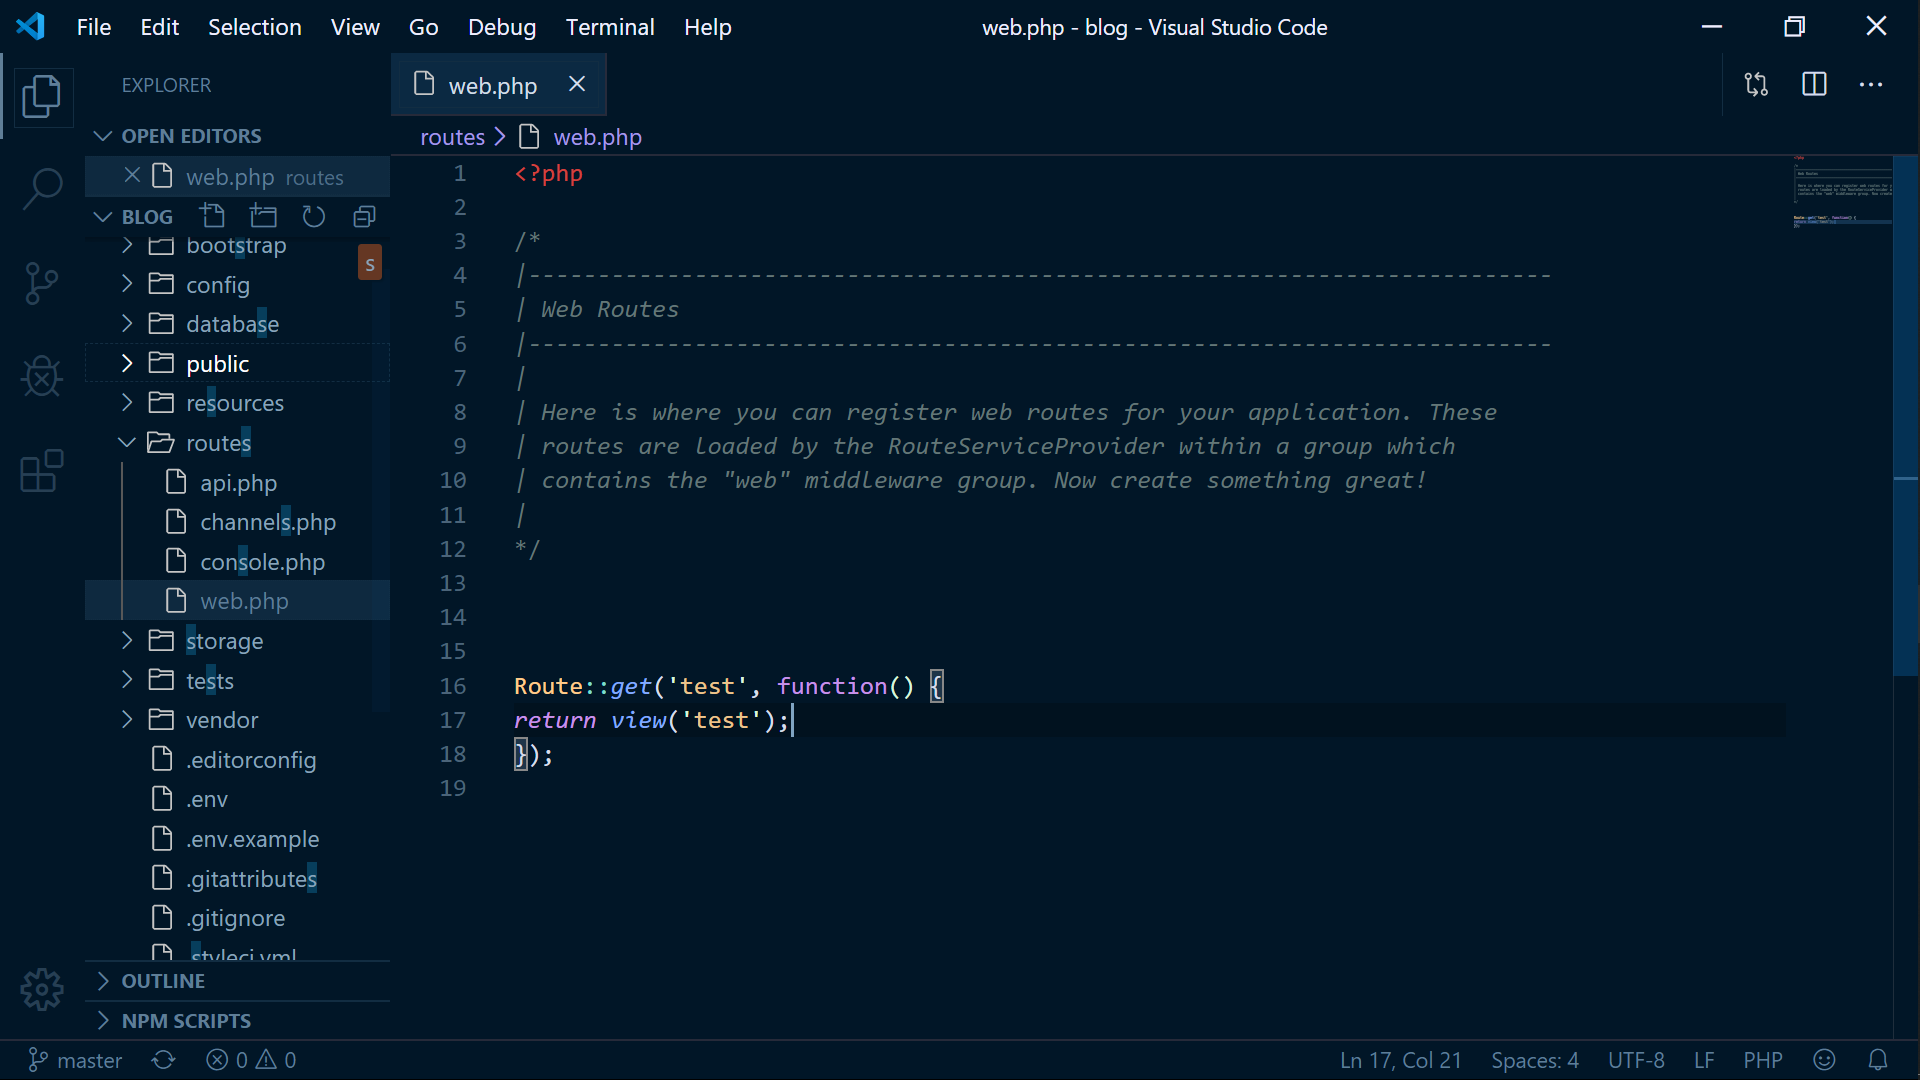 File Edit Selection View Go Debug Terminal Help
web.php - blog - Visual Studio Code
EXPLORER
OPEN EDITORS
web.php routes
BLOG
bootstrap
s
config
database
public
resources
routes
api.php
channels.php
console.php
web.php
storage
tests
vendor
.editorconfig
.env
.env.example
.gitattributes
.gitignore
.styleci.yml
OUTLINE
NPM SCRIPTS
web.php
routes > web.php
1 <?php
2
3 /*
4 |--------------------------------------------------------------------------
5 | Web Routes
6 |--------------------------------------------------------------------------
7 |
8 | Here is where you can register web routes for your application. These
9 | routes are loaded by the RouteServiceProvider within a group which
10 | contains the "web" middleware group. Now create something great!
11 |
12 */
13
14
15
16 Route::get('test', function() {
17 return view('test');
18 });
19
master 0 0
Ln 17, Col 21 Spaces: 4 UTF-8 LF PHP